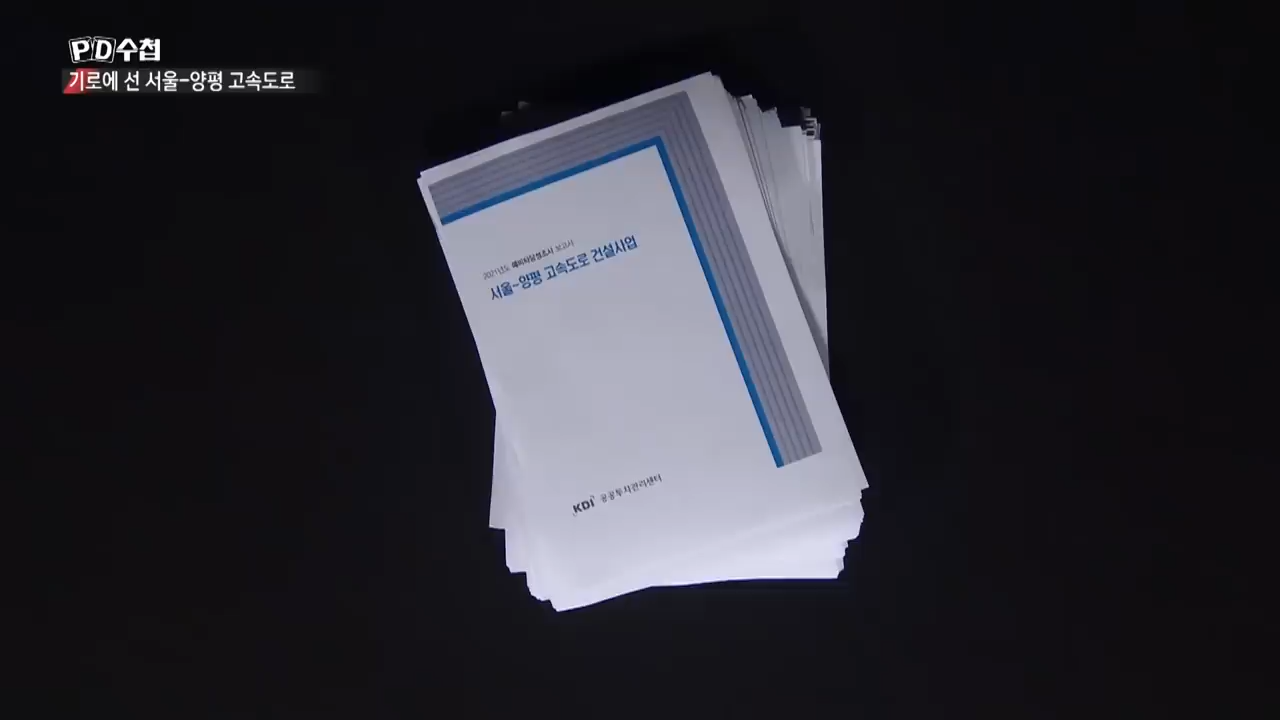 PD수첩
기로에 선 서울-양평 고속도로
2021년도 예비타당성조사 보고서
서울~양평 고속도로 건설사업
KDI 공공투자관리센터